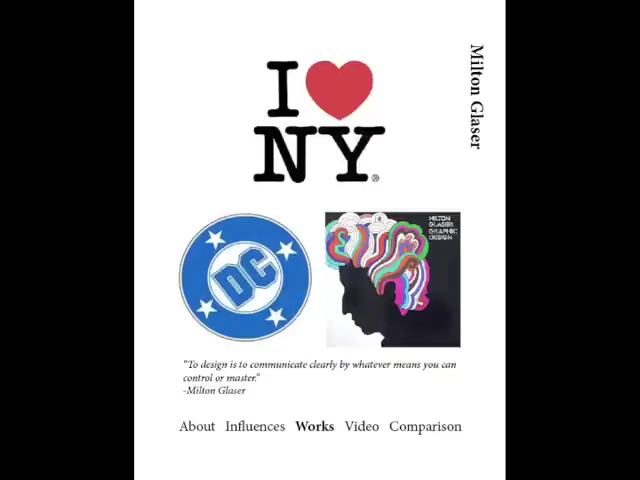 I ❤
NY®
Milton Glaser
DC
MILTON
GLASER
GRAPHIC
DESIGN
"To design is to communicate clearly by whatever means you can
control or master."
-Milton Glaser
About Influences Works Video Comparison